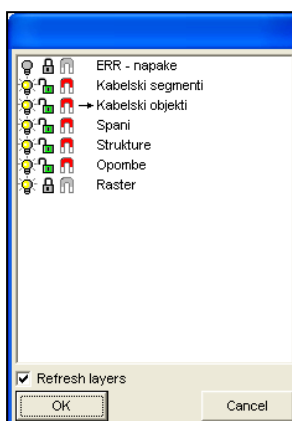 ERR - napake
Kabelski segmenti
Kabelski objekti
Spani
Strukture
Opombe
Raster
Refresh layers
OK Cancel